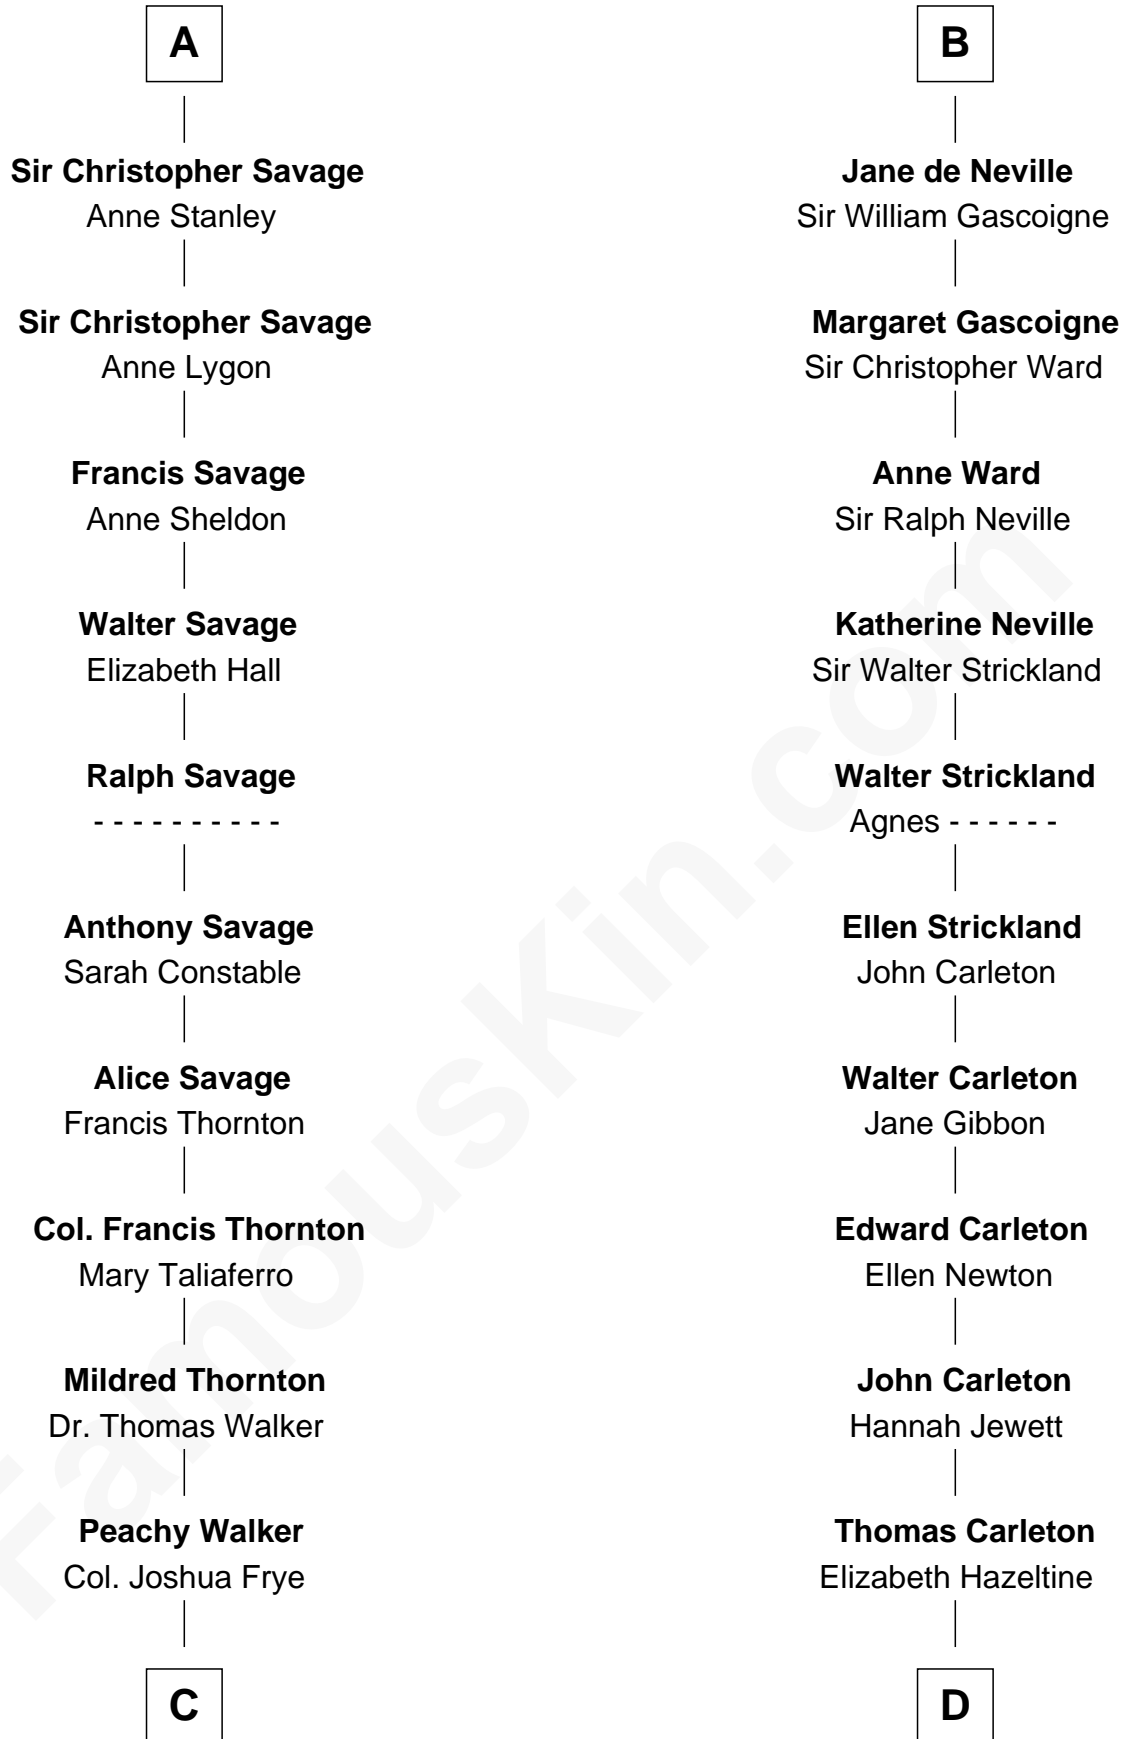 A
Sir Christopher Savage
Anne Stanley
Sir Christopher Savage
Anne Lygon
Francis Savage
Anne Sheldon
Walter Savage
Elizabeth Hall
Ralph Savage
- - - - - - - - - -
Anthony Savage
Sarah Constable
Alice Savage
Francis Thornton
Col. Francis Thornton
Mary Taliaferro
Mildred Thornton
Dr. Thomas Walker
Peachy Walker
Col. Joshua Frye
C
B
Jane de Neville
Sir William Gascoigne
Margaret Gascoigne
Sir Christopher Ward
Anne Ward
Sir Ralph Neville
Katherine Neville
Sir Walter Strickland
Walter Strickland
Agnes - - - - - -
Ellen Strickland
John Carleton
Walter Carleton
Jane Gibbon
Edward Carleton
Ellen Newton
John Carleton
Hannah Jewett
Thomas Carleton
Elizabeth Hazeltine
D
FamousKin.com